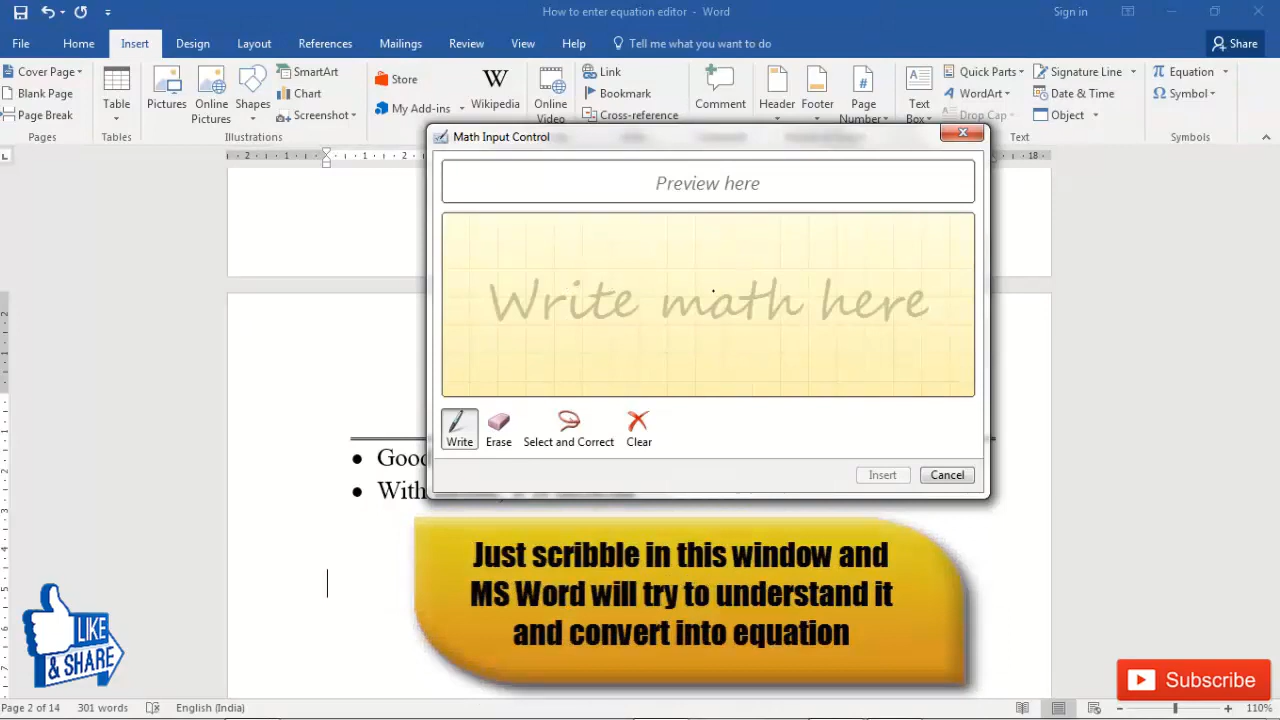 How to enter equation editor - Word
Sign in
File Home Insert Design Layout References Mailings Review View Help Tell me what you want to do Share
Cover Page
Blank Page
Page Break
Pages
Table
Tables
Pictures
Online Pictures
Shapes
SmartArt
Chart
Screenshot
Illustrations
Store
My Add-ins
W
Wikipedia
Online Video
Link
Bookmark
Cross-reference
Comment
Header
Footer
Page Number
Text Box
Quick Parts
WordArt
Drop Cap
Signature Line
Date & Time
Object
Text
Equation
Symbol
Symbols
2 1 1 2 18
Math Input Control
Preview here
Write math here
Write Erase Select and Correct Clear
Insert Cancel
Just scribble in this window and
MS Word will try to understand it
and convert into equation
LIKE
& SHARE
Subscribe
Page 2 of 14 301 words English (India) 110%